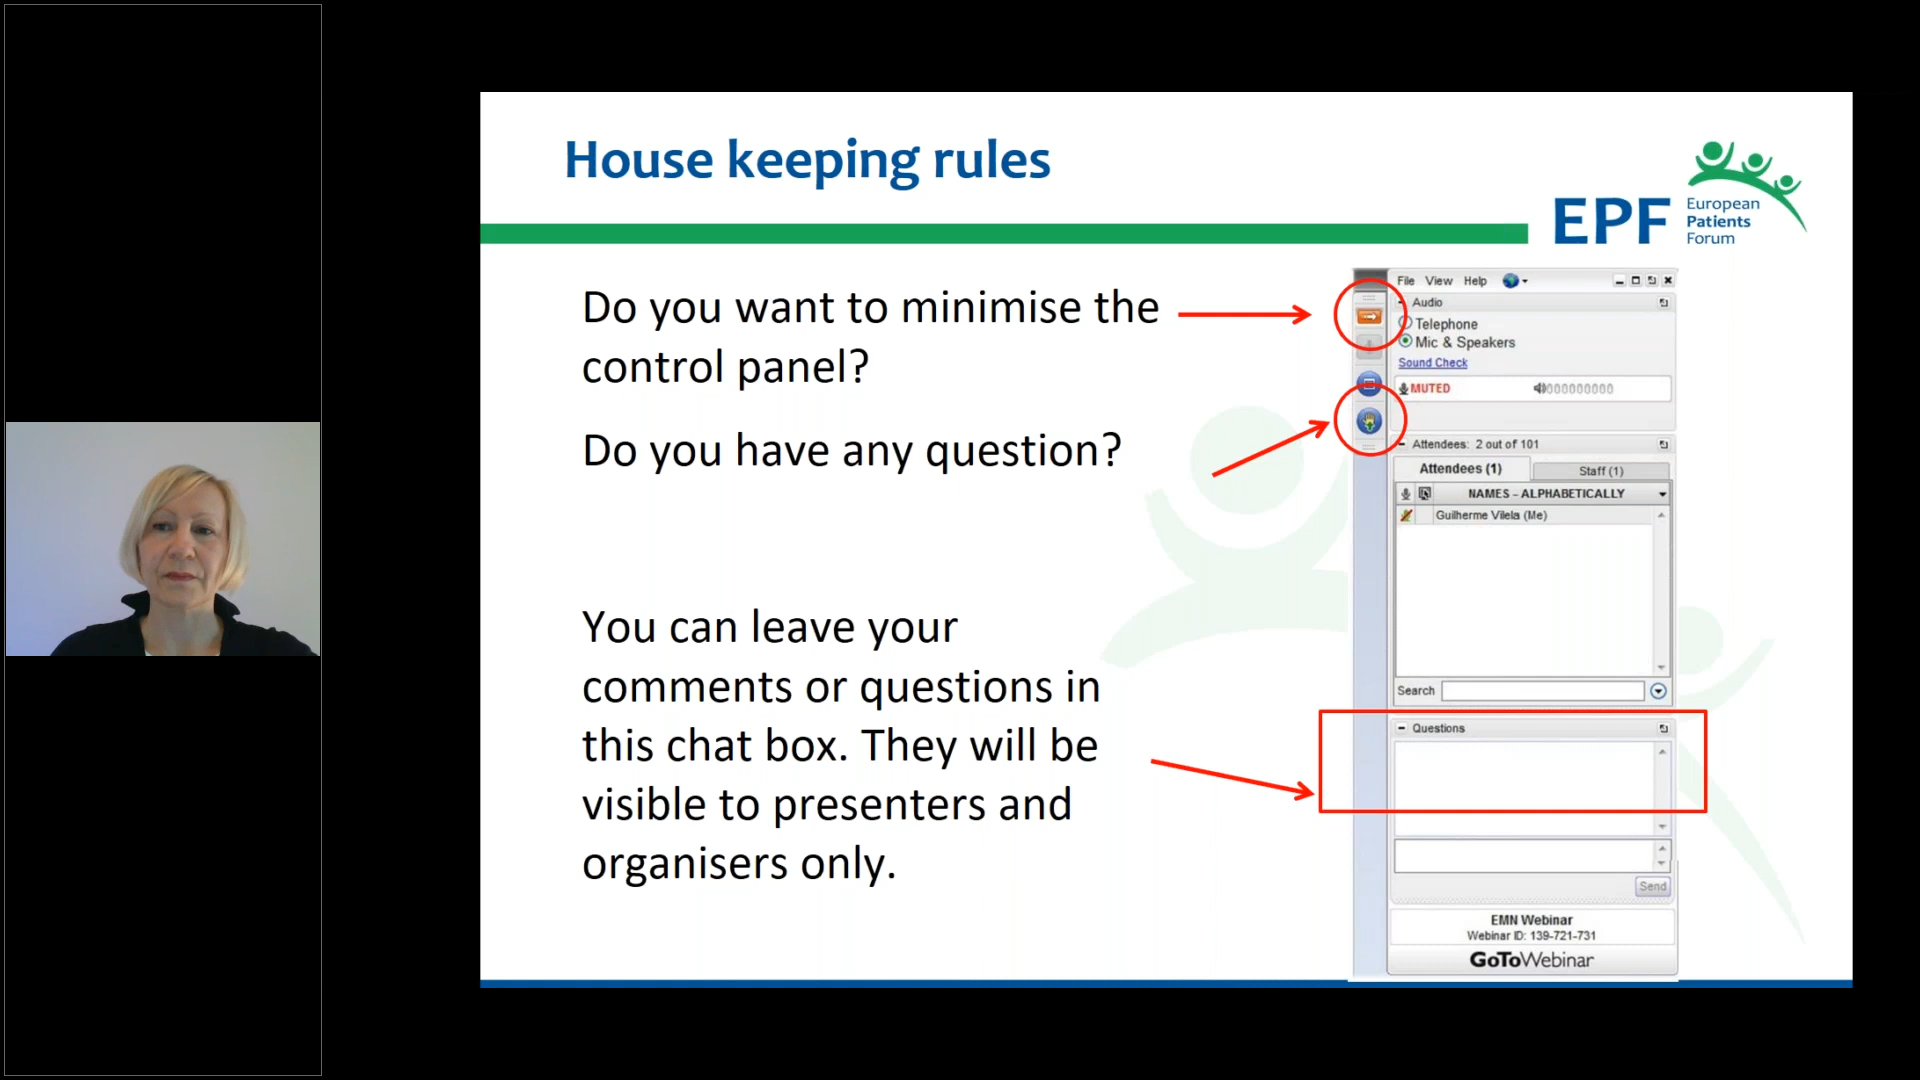 House keeping rules
EPF
European
Patients
Forum
Do you want to minimise the
control panel?
Do you have any question?
You can leave your
comments or questions in
this chat box. They will be
visible to presenters and
organisers only.
File View Help
Audio
Telephone
Mic & Speakers
Sound Check
MUTED
000000000
Attendees: 2 out of 101
Attendees (1) Staff (1)
NAMES - ALPHABETICALLY
Guilherme Vilela (Me)
Search
Questions
Send
EMN Webinar
Webinar ID: 139-721-731
GoToWebinar